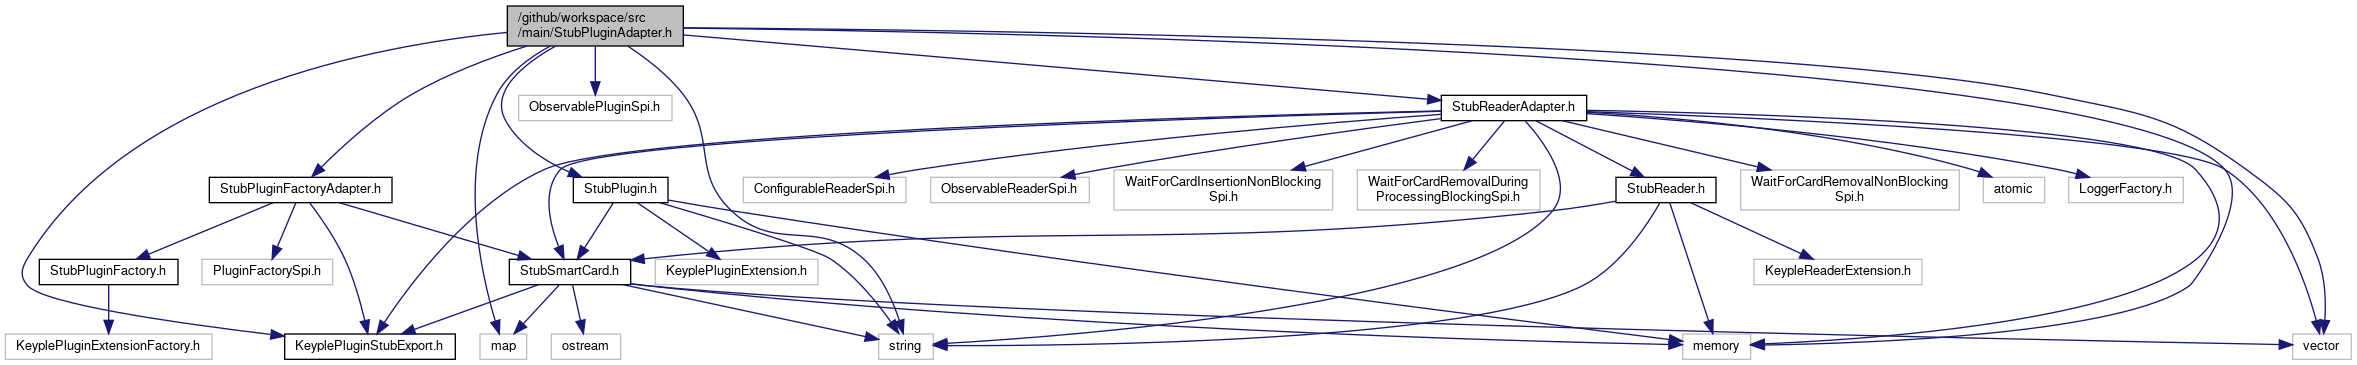 /github/workspace/src
/main/StubPluginAdapter.h
ObservablePluginSpi.h
StubReaderAdapter.h
StubPluginFactoryAdapter.h
StubPlugin.h
ConfigurableReaderSpi.h
ObservableReaderSpi.h
WaitForCardInsertionNonBlocking
Spi.h
WaitForCardRemovalDuring
ProcessingBlockingSpi.h
StubReader.h
WaitForCardRemovalNonBlocking
Spi.h
atomic
LoggerFactory.h
StubPluginFactory.h
PluginFactorySpi.h
StubSmartCard.h
KeyplePluginExtension.h
KeypleReaderExtension.h
KeyplePluginExtensionFactory.h
KeyplePluginStubExport.h
map
ostream
string
memory
vector